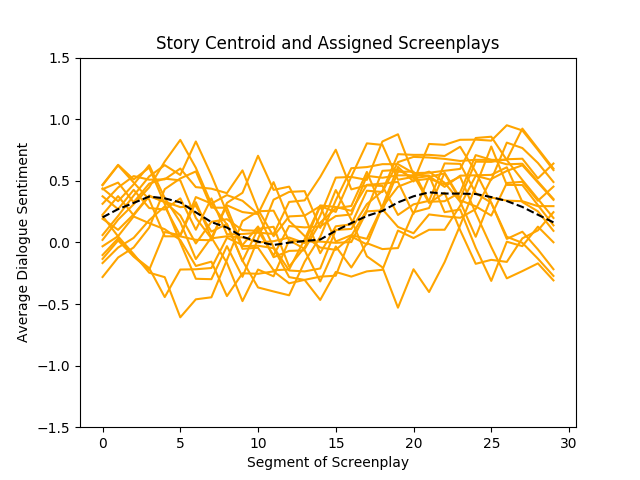 Story Centroid and Assigned Screenplays
1.5
1.0
0.5
0.0
−0.5
−1.0
−1.5
Average Dialogue Sentiment
0 5 10 15 20 25 30
Segment of Screenplay